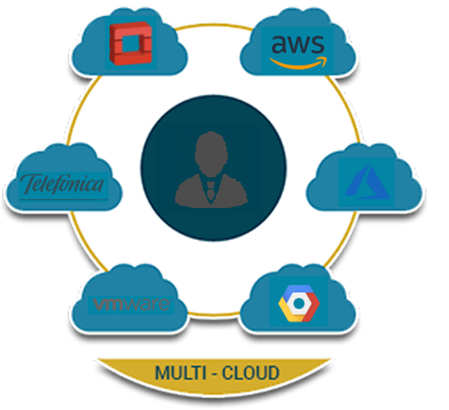 aws
Telefónica
vmware
MULTI - CLOUD